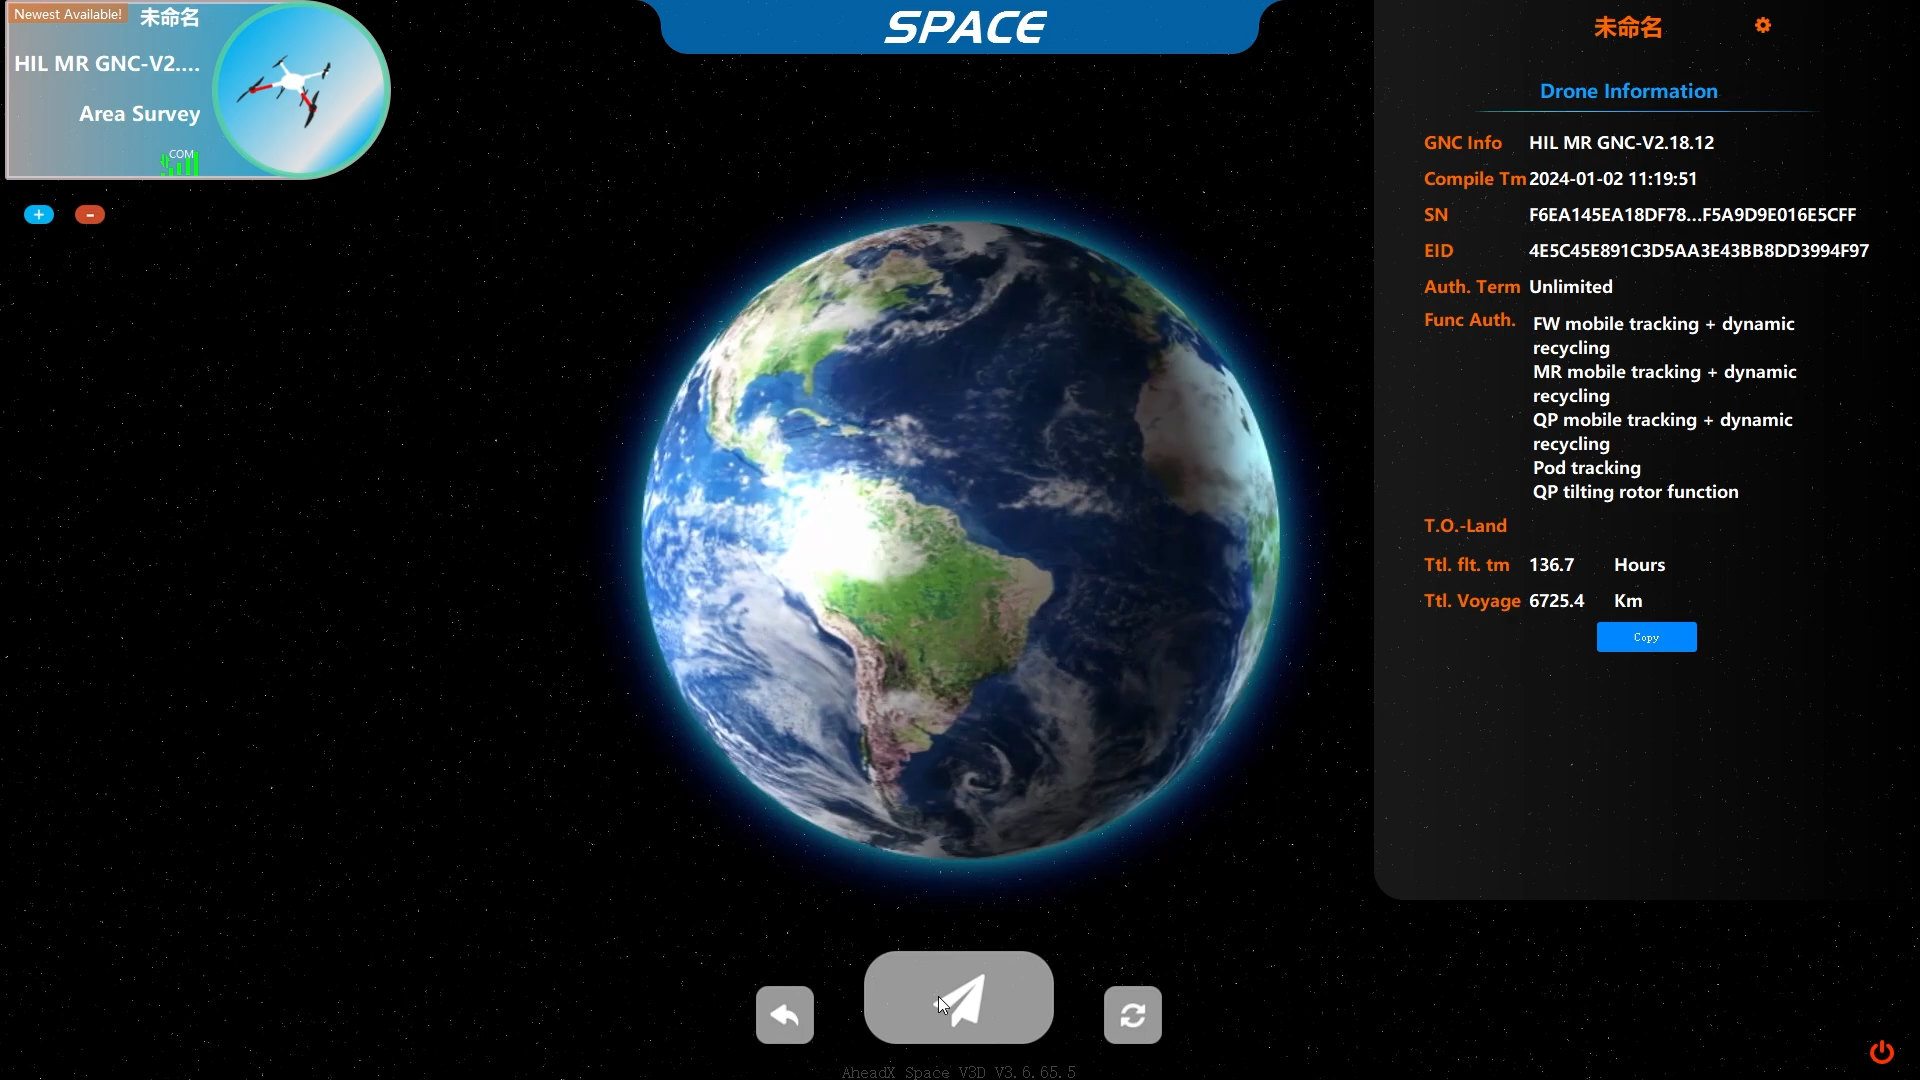 Newest Available!
未命名
HIL MR GNC-V2....
Area Survey
COM
+
-
SPACE
未命名
Drone Information
GNC Info HIL MR GNC-V2.18.12
Compile Tm 2024-01-02 11:19:51
SN F6EA145EA18DF78...F5A9D9E016E5CFF
EID 4E5C45E891C3D5AA3E43BB8DD3994F97
Auth. Term Unlimited
Func Auth. FW mobile tracking + dynamic
recycling
MR mobile tracking + dynamic
recycling
QP mobile tracking + dynamic
recycling
Pod tracking
QP tilting rotor function
T.O.-Land
Ttl. flt. tm 136.7 Hours
Ttl. Voyage 6725.4 Km
Copy
AheadX Space V3D V3.6.65.5